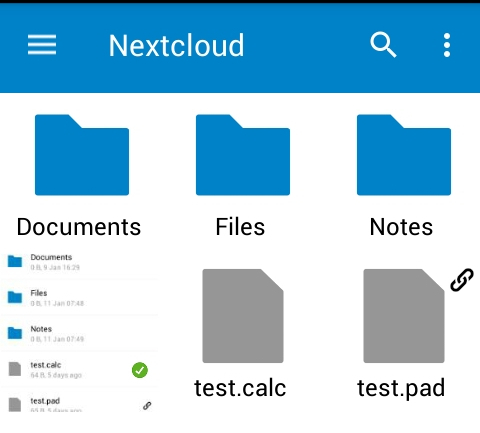 Nextcloud
Documents
Files
Notes
Documents
0 B, 9 Jan 16:29
Files
0 B, 11 Jan 07:48
Notes
0 B, 11 Jan 07:49
test.calc
64 B, 5 days ago
test.pad
69 B, 5 days ago
test.calc
test.pad